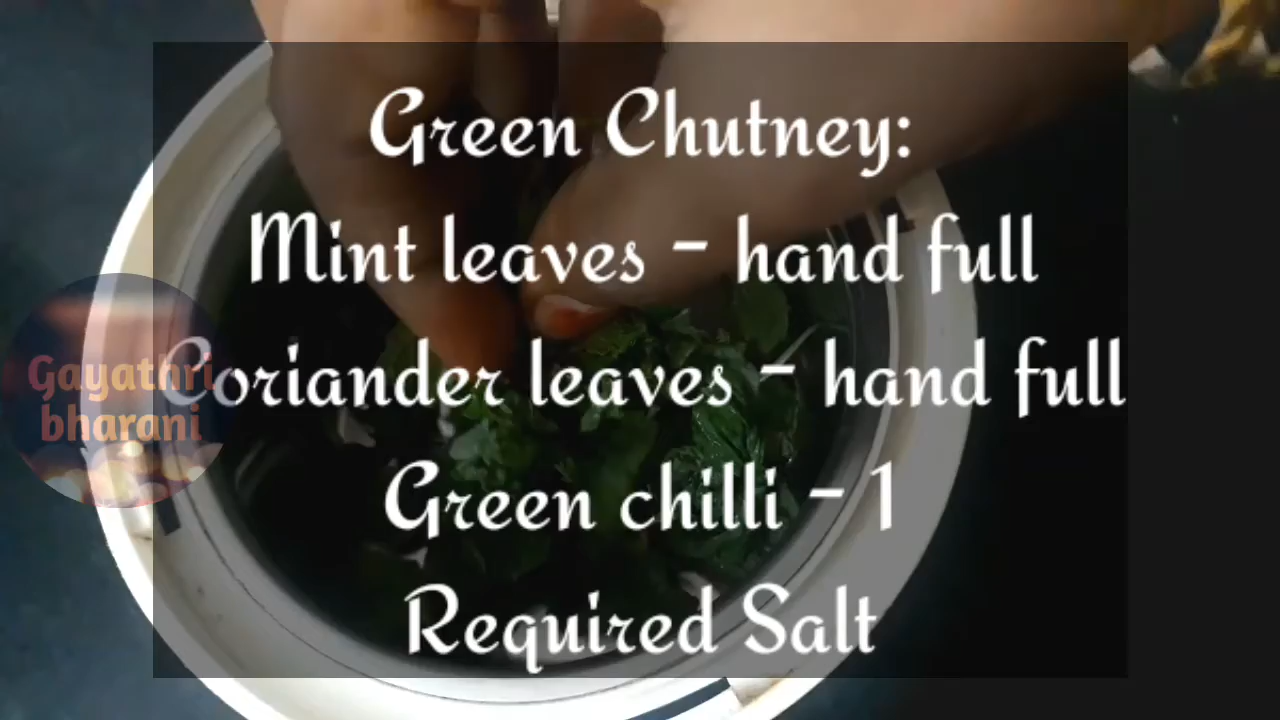 Green Chutney:
Mint leaves - hand full
Coriander leaves - hand full
Green chilli - 1
Required Salt
Gayathri
bharani